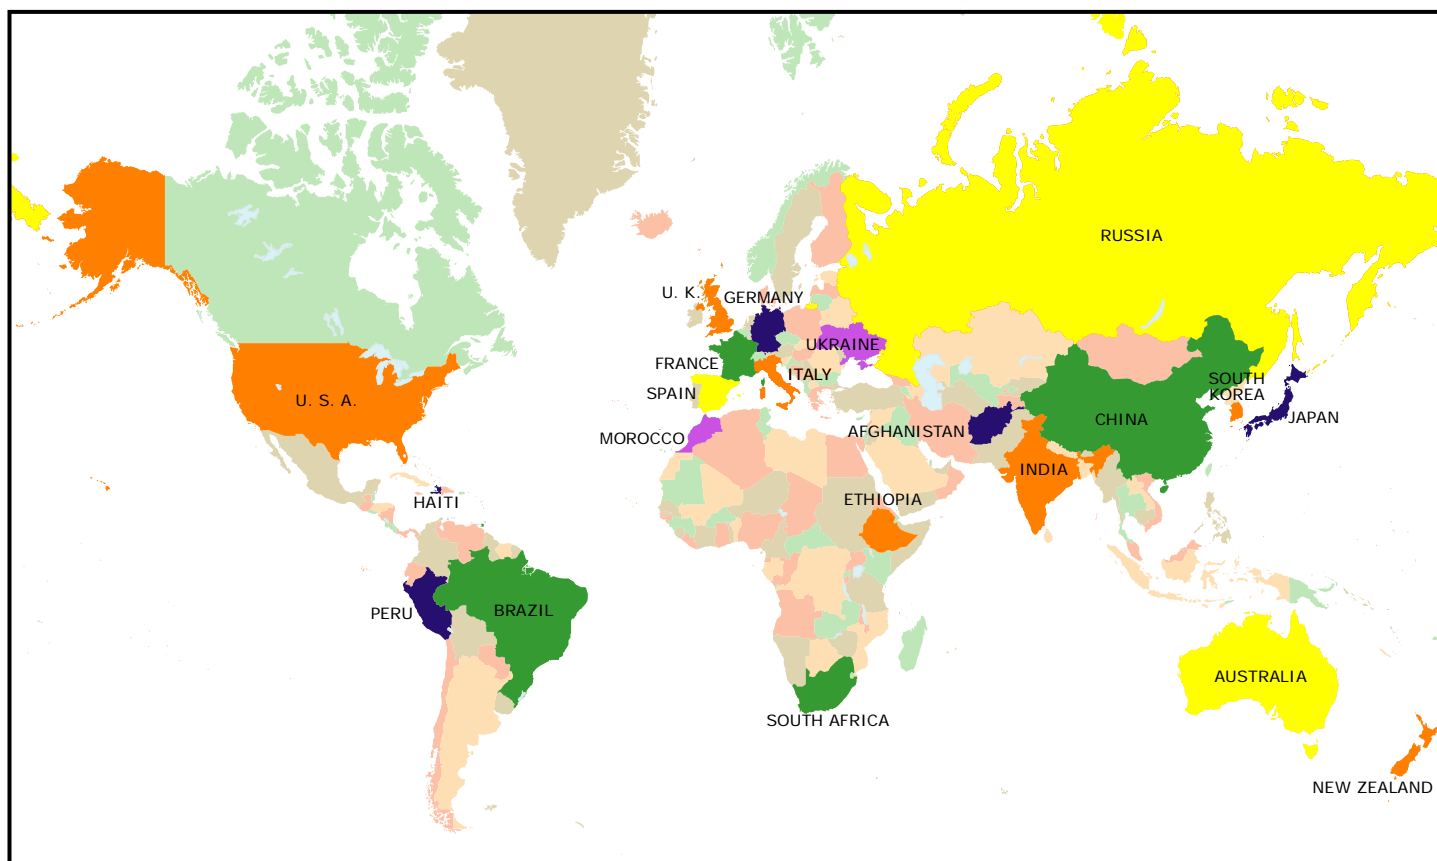 RUSSIA
U. K.
GERMANY
UKRAINE
FRANCE
ITALY
SPAIN
SOUTH
KOREA
U. S. A.
CHINA
JAPAN
MOROCCO
AFGHANISTAN
INDIA
HAITI
ETHIOPIA
PERU
BRAZIL
AUSTRALIA
SOUTH AFRICA
NEW ZEALAND